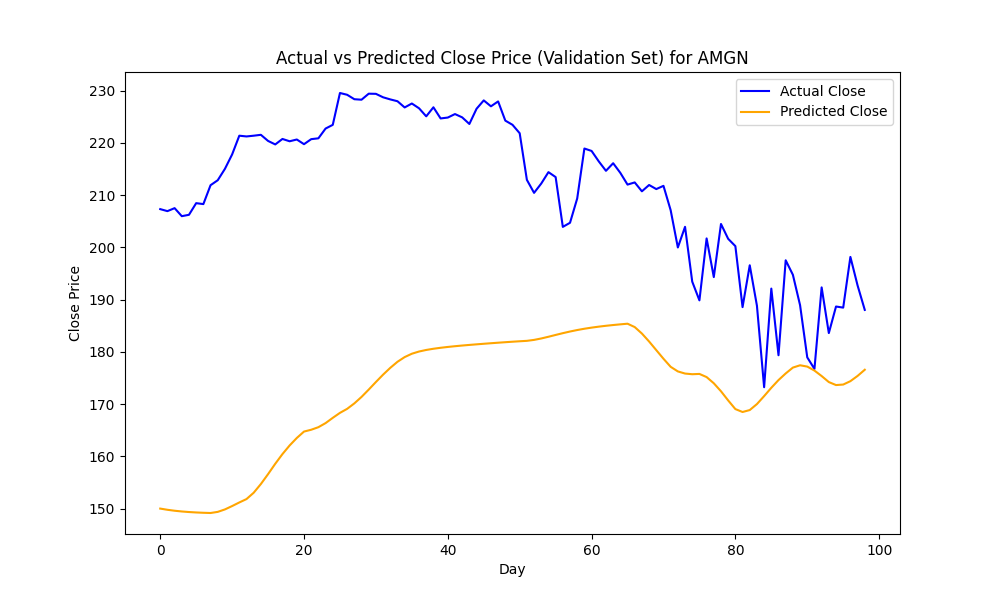 Actual vs Predicted Close Price (Validation Set) for AMGN
Actual Close
Predicted Close
Close Price
230
220
210
200
190
180
170
160
150
0 20 40 60 80 100
Day